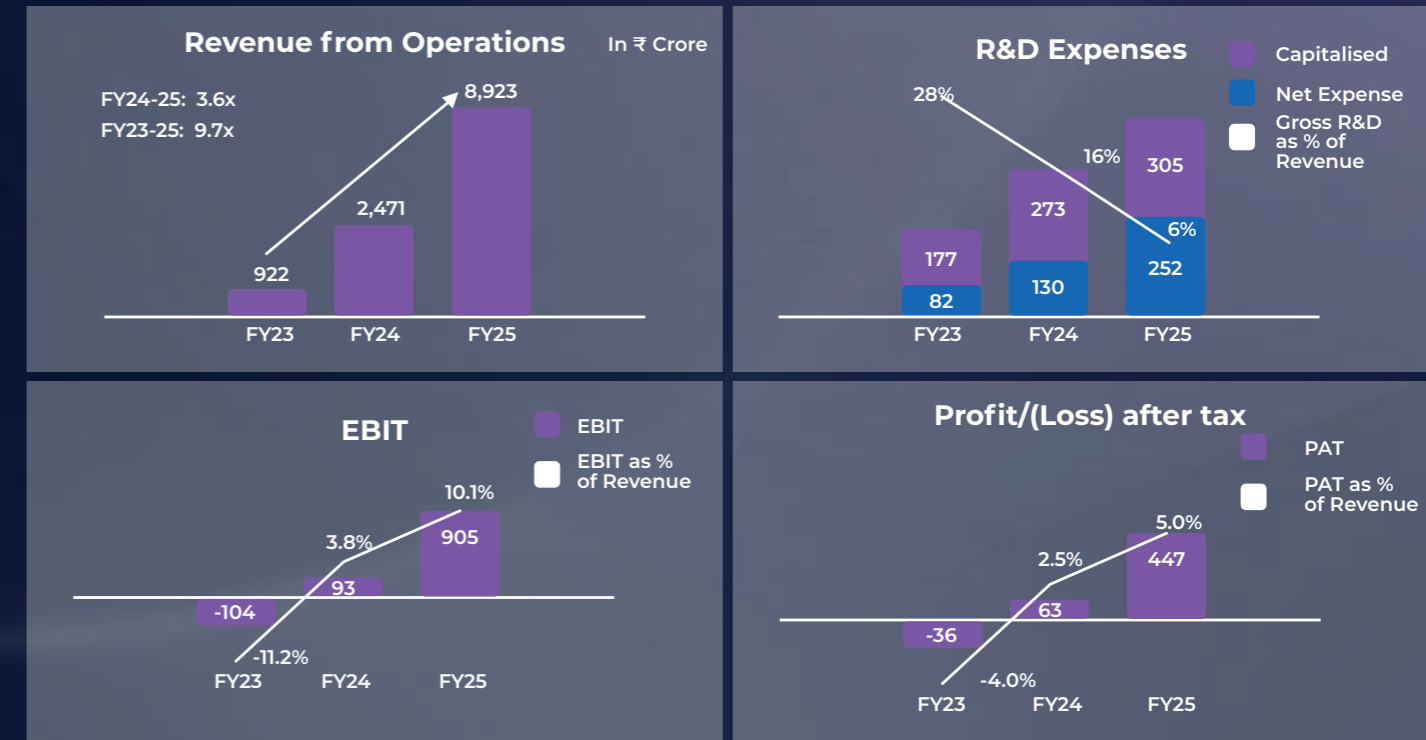 Revenue from Operations
In ₹ Crore
FY24-25: 3.6x
FY23-25: 9.7x
922
2,471
8,923
FY23
FY24
FY25
R&D Expenses
Capitalised
Net Expense
Gross R&D
as % of
Revenue
28%
16%
6%
177
82
273
130
305
252
FY23
FY24
FY25
EBIT
EBIT
EBIT as %
of Revenue
10.1%
3.8%
-11.2%
-104
93
905
FY23
FY24
FY25
Profit/(Loss) after tax
PAT
PAT as %
of Revenue
5.0%
2.5%
-4.0%
-36
63
447
FY23
FY24
FY25